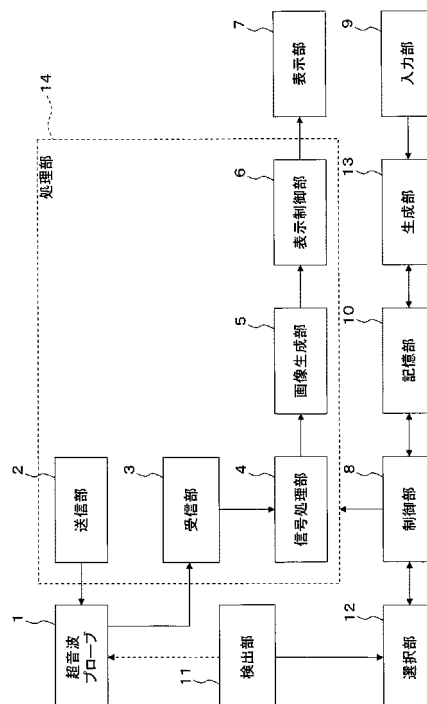 14
処理部
1
超音波
プローブ
2
送信部
3
受信部
4
信号処理部
5
画像生成部
6
表示制御部
7
表示部
11
検出部
12
選択部
8
制御部
10
記憶部
13
生成部
9
入力部